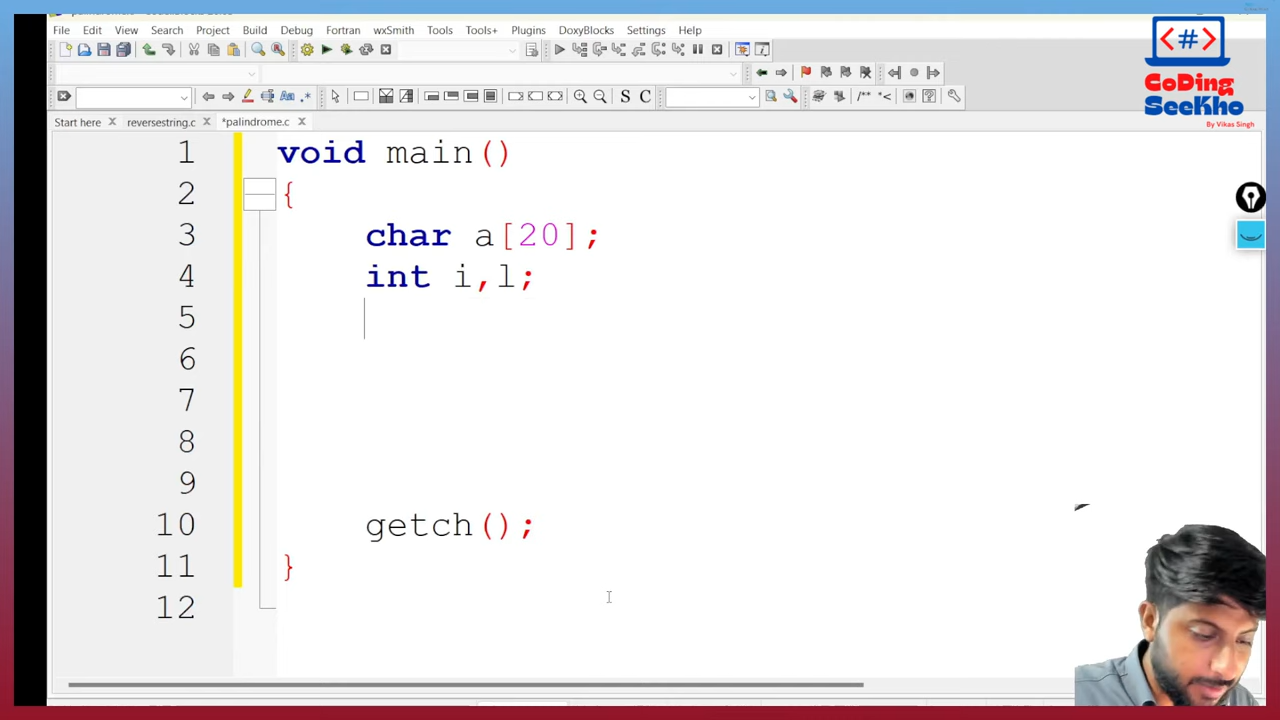 File Edit View Search Project Build Debug Fortran wxSmith Tools Tools+ Plugins DoxyBlocks Settings Help
<#>
CoDing
SeeKho
By Vikas Singh
S C
/** *<
Start here reversestring.c *palindrome.c
1 void main()
2 {
3 char a[20];
4 int i,l;
5
6
7
8
9
10 getch();
11 }
12